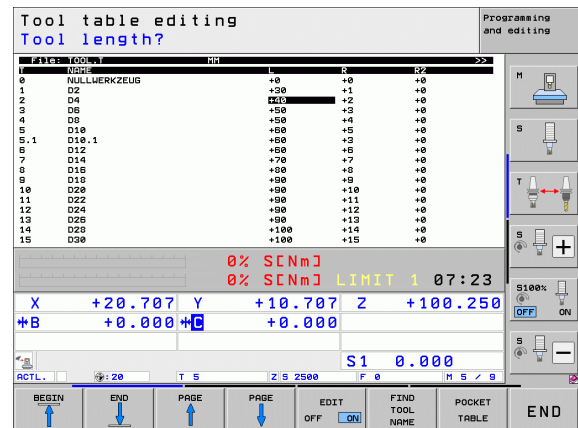 Tool table editing
Tool length?
Programming
and editing
File: TOOL.T MM >>
T NAME L R R2
0 NULLWERKZEUG +0 +0 +0
1 D2 +30 +1 +0
2 D4 +40 +2 +0
3 D6 +50 +3 +0
4 D8 +50 +4 +0
5 D10 +60 +5 +0
5.1 D10.1 +60 +3 +0
6 D12 +60 +6 +0
7 D14 +70 +7 +0
8 D16 +80 +8 +0
9 D18 +90 +9 +0
10 D20 +90 +10 +0
11 D22 +90 +11 +0
12 D24 +90 +12 +0
13 D26 +90 +13 +0
14 D28 +100 +14 +0
15 D30 +100 +15 +0
0% S[Nm]
0% S[Nm] LIMIT 1 07:23
X +20.707 Y +10.707 Z +100.250
B +0.000 C +0.000
S1 0.000
ACTL. : 20 T 5 Z S 2500 F 0 M 5 / 9
M
S
T
S
S100%
OFF ON
S
BEGIN
END
PAGE
PAGE
EDIT
OFF ON
FIND
TOOL
NAME
POCKET
TABLE
END